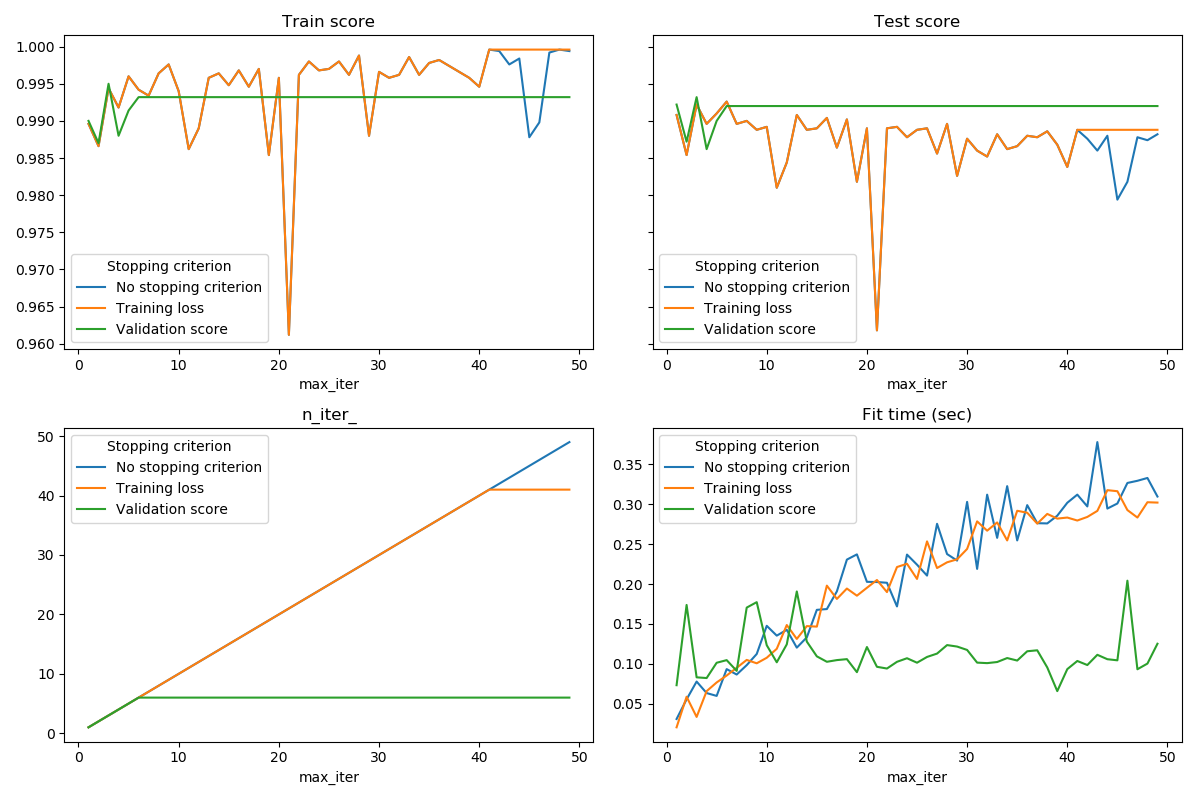 Train score
1.000
0.995
0.990
0.985
0.980
0.975
0.970
0.965
0.960
Stopping criterion
No stopping criterion
Training loss
Validation score
0 10 20 30 40 50
max_iter
Test score
Stopping criterion
No stopping criterion
Training loss
Validation score
0 10 20 30 40 50
max_iter
n_iter_
50
40
30
20
10
0
Stopping criterion
No stopping criterion
Training loss
Validation score
0 10 20 30 40 50
max_iter
Fit time (sec)
0.35
0.30
0.25
0.20
0.15
0.10
0.05
Stopping criterion
No stopping criterion
Training loss
Validation score
0 10 20 30 40 50
max_iter